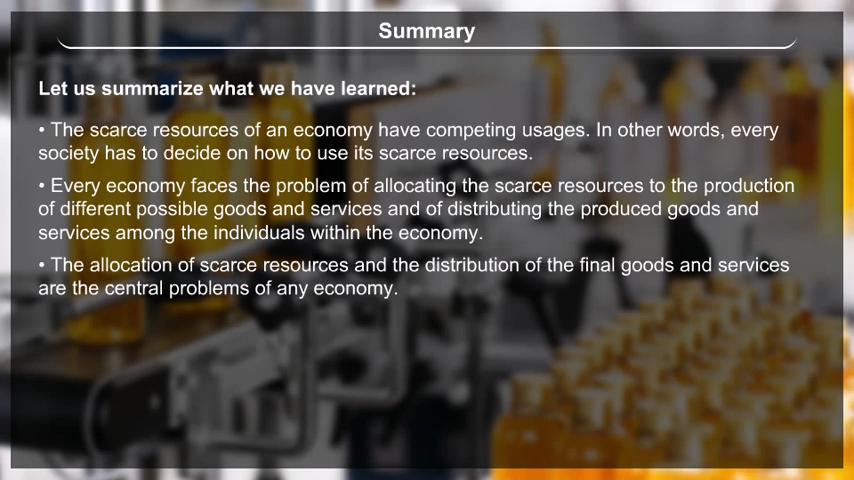 Summary
Let us summarize what we have learned:
• The scarce resources of an economy have competing usages. In other words, every
society has to decide on how to use its scarce resources.
• Every economy faces the problem of allocating the scarce resources to the production
of different possible goods and services and of distributing the produced goods and
services among the individuals within the economy.
• The allocation of scarce resources and the distribution of the final goods and services
are the central problems of any economy.